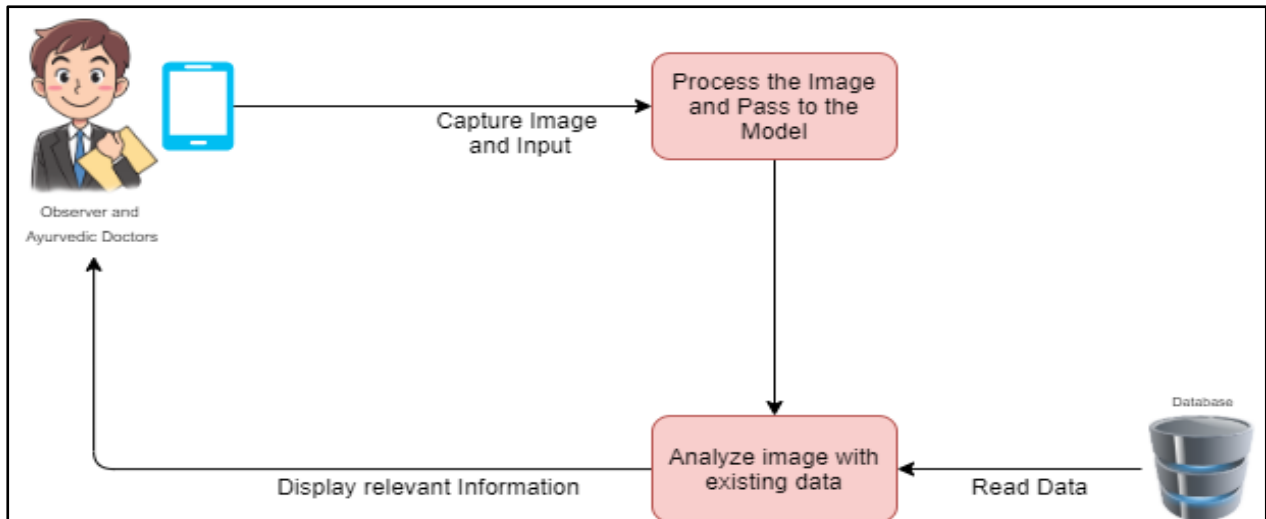 Observer and
Ayurvedic Doctors
Capture Image
and Input
Process the Image
and Pass to the
Model
Analyze image with
existing data
Database
Read Data
Display relevant Information